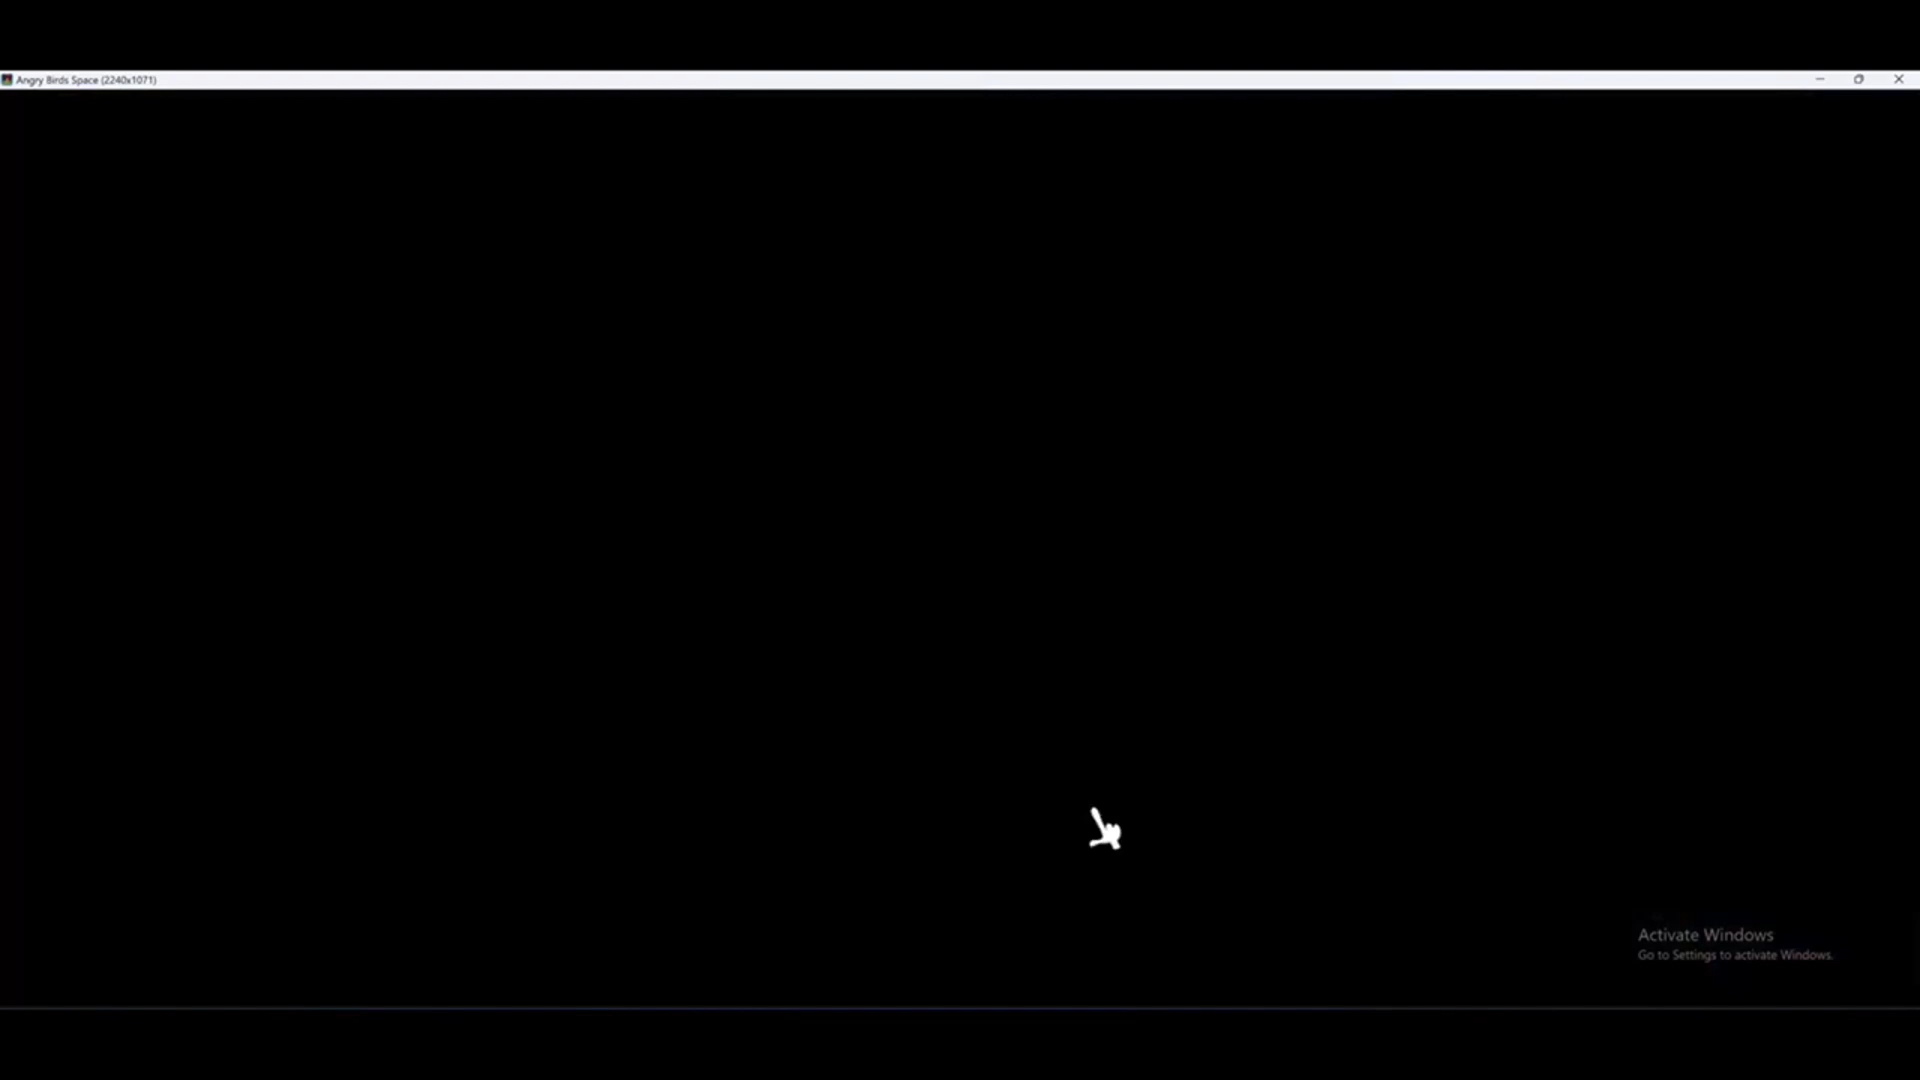 Angry Birds Space (2240x1071)
Activate Windows
Go to Settings to activate Windows.